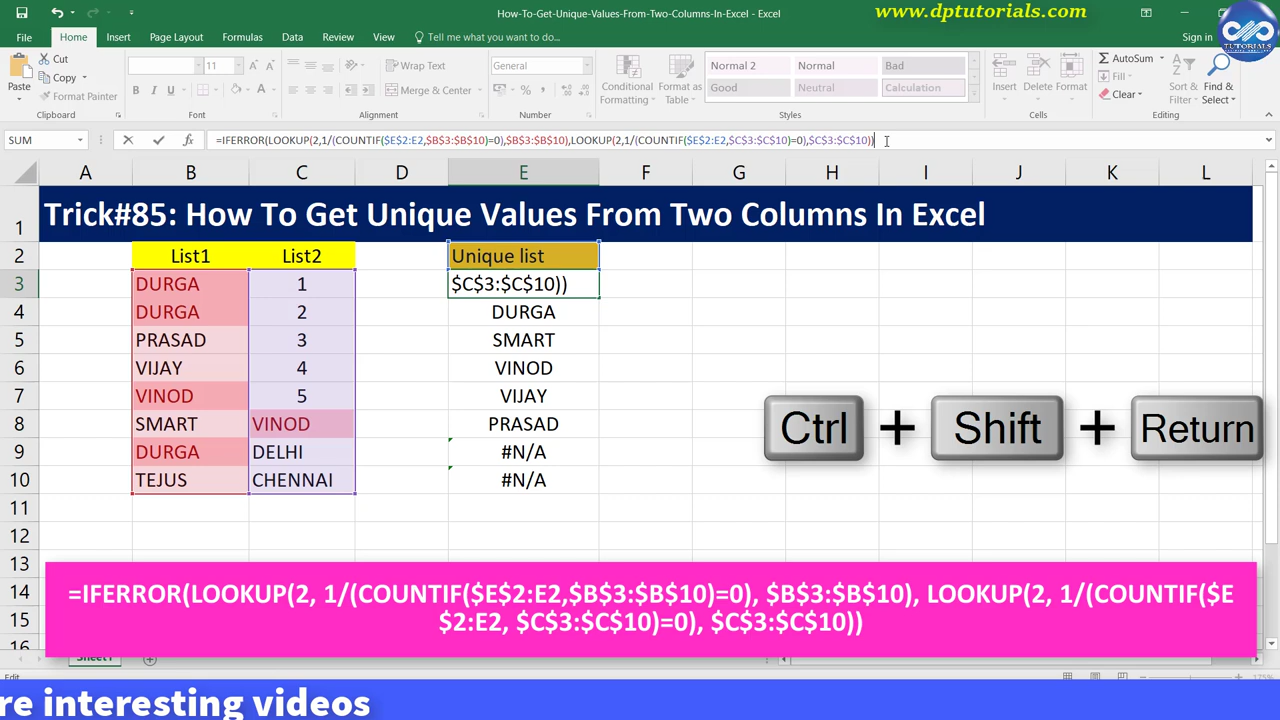 How-To-Get-Unique-Values-From-Two-Columns-In-Excel - Excel
www.dptutorials.com
File Home Insert Page Layout Formulas Data Review View Tell me what you want to do... Sign in
TUTORIALS
Cut
Copy
Format Painter
Paste
Clipboard
11
B I U
Font
Wrap Text
Merge & Center
Alignment
General
% ,
Number
Conditional Formatting
Format as Table
Normal 2 Normal Bad
Good Neutral Calculation
Styles
Insert Delete Format
Cells
AutoSum
Fill
Clear
Sort & Filter
Find & Select
Editing
SUM
fx
=IFERROR(LOOKUP(2,1/(COUNTIF($E$2:E2,$B$3:$B$10)=0),$B$3:$B$10),LOOKUP(2,1/(COUNTIF($E$2:E2,$C$3:$C$10)=0),$C$3:$C$10))
A B C D E F G H I J K L
1 Trick#85: How To Get Unique Values From Two Columns In Excel
2 List1 List2 Unique list
3 DURGA 1 $C$3:$C$10))
4 DURGA 2 DURGA
5 PRASAD 3 SMART
6 VIJAY 4 VINOD
7 VINOD 5 VIJAY
8 SMART VINOD PRASAD
9 DURGA DELHI #N/A
10 TEJUS CHENNAI #N/A
Ctrl + Shift + Return
11
12
13
14
15
16
=IFERROR(LOOKUP(2, 1/(COUNTIF($E$2:E2,$B$3:$B$10)=0), $B$3:$B$10), LOOKUP(2, 1/(COUNTIF($E
$2:E2, $C$3:$C$10)=0), $C$3:$C$10))
Sheet1
Edit
175%
re interesting videos